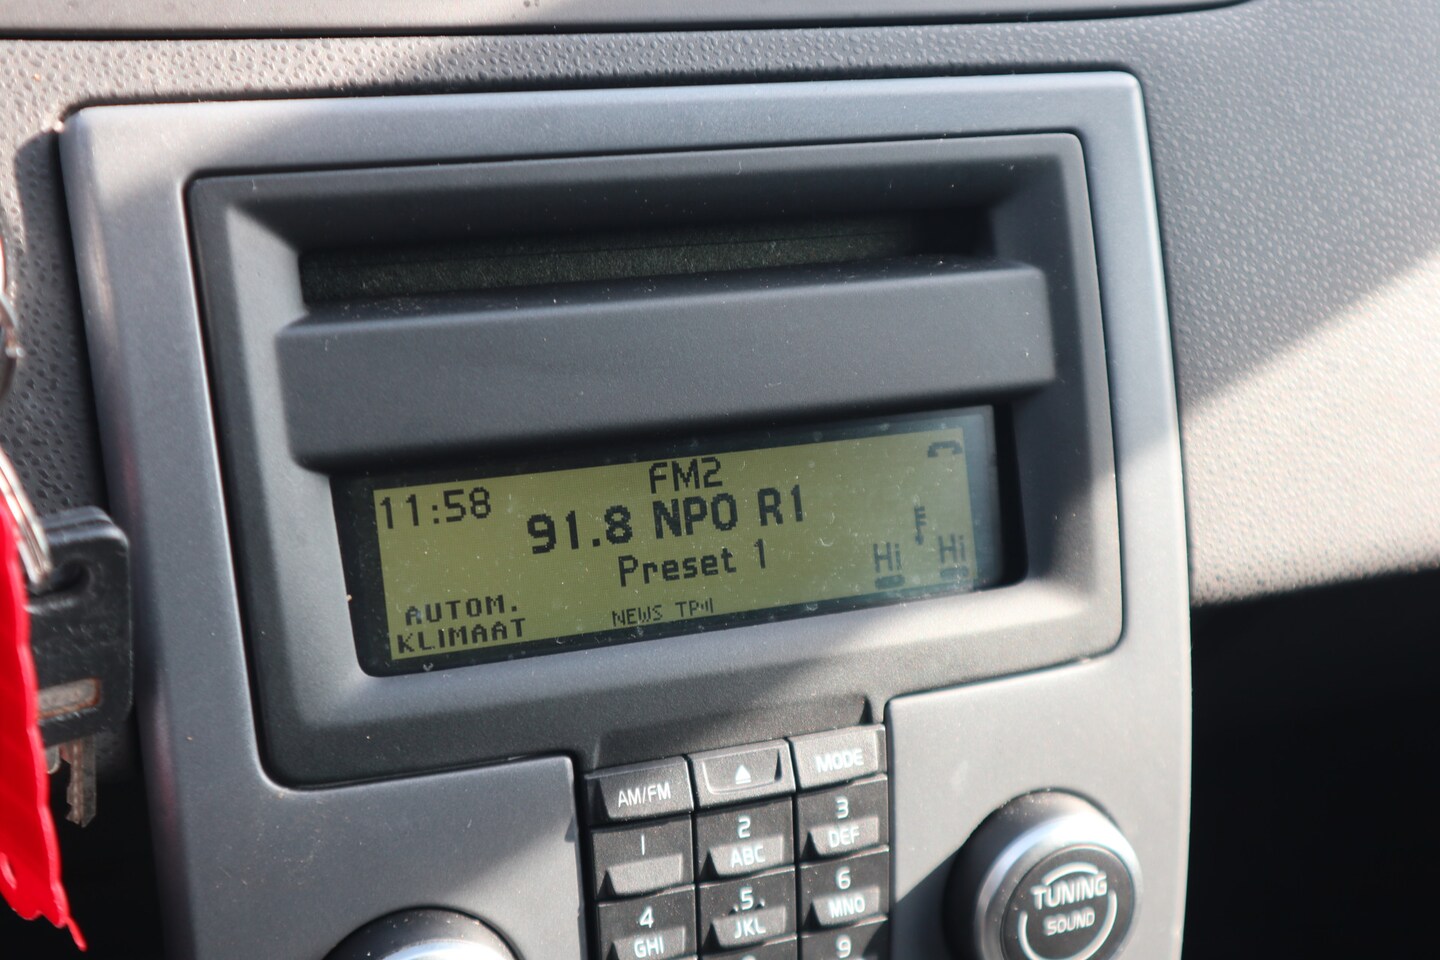 FM2
11:58
91.8 NPO R1
Preset 1
Hi Hi
AUTOM.
KLIMAAT
NEWS TP
AM/FM
MODE
1
2
ABC
3
DEF
4
GHI
5
JKL
6
MNO
9
TUNING
SOUND